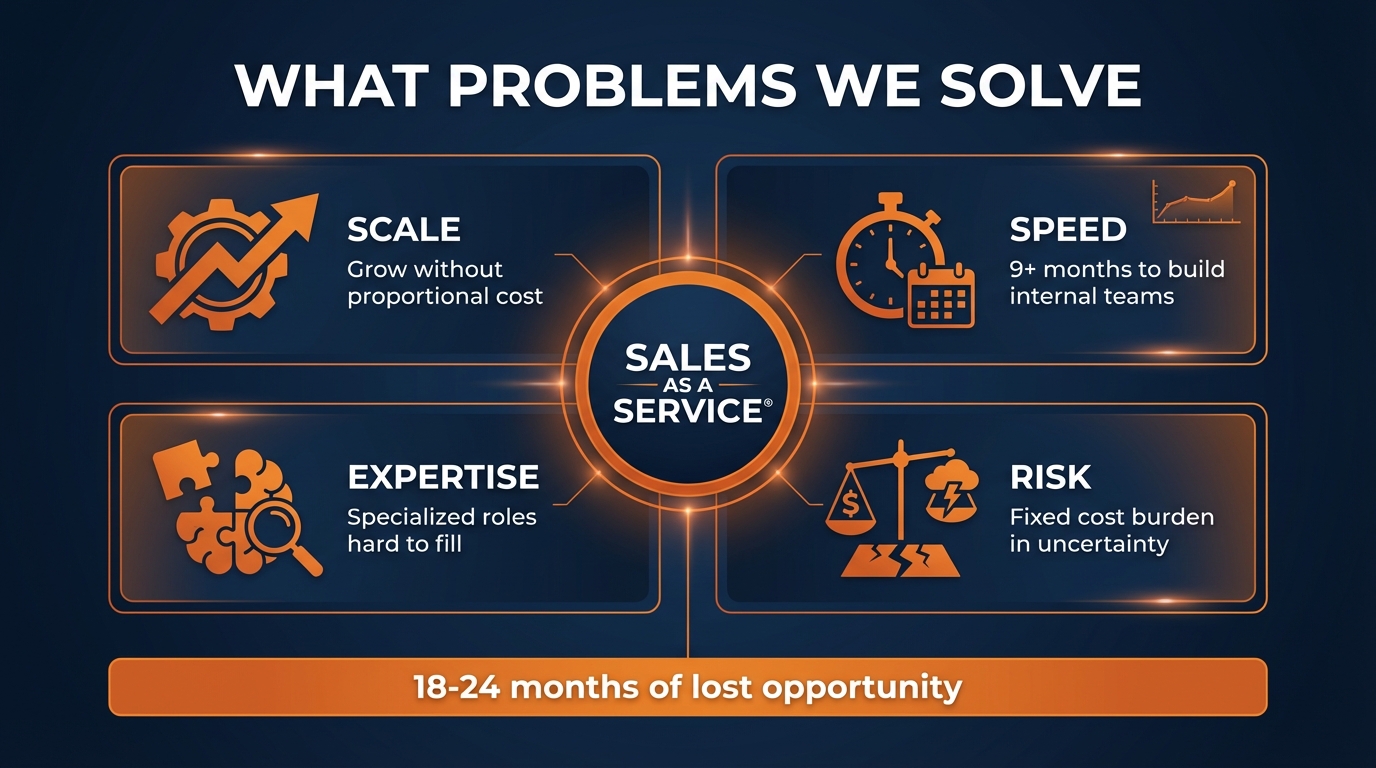 WHAT PROBLEMS WE SOLVE
SCALE
Grow without
proportional cost
SPEED
9+ months to build
internal teams
SALES
AS A
SERVICE®
EXPERTISE
Specialized roles
hard to fill
$
RISK
Fixed cost burden
in uncertainty
18-24 months of lost opportunity